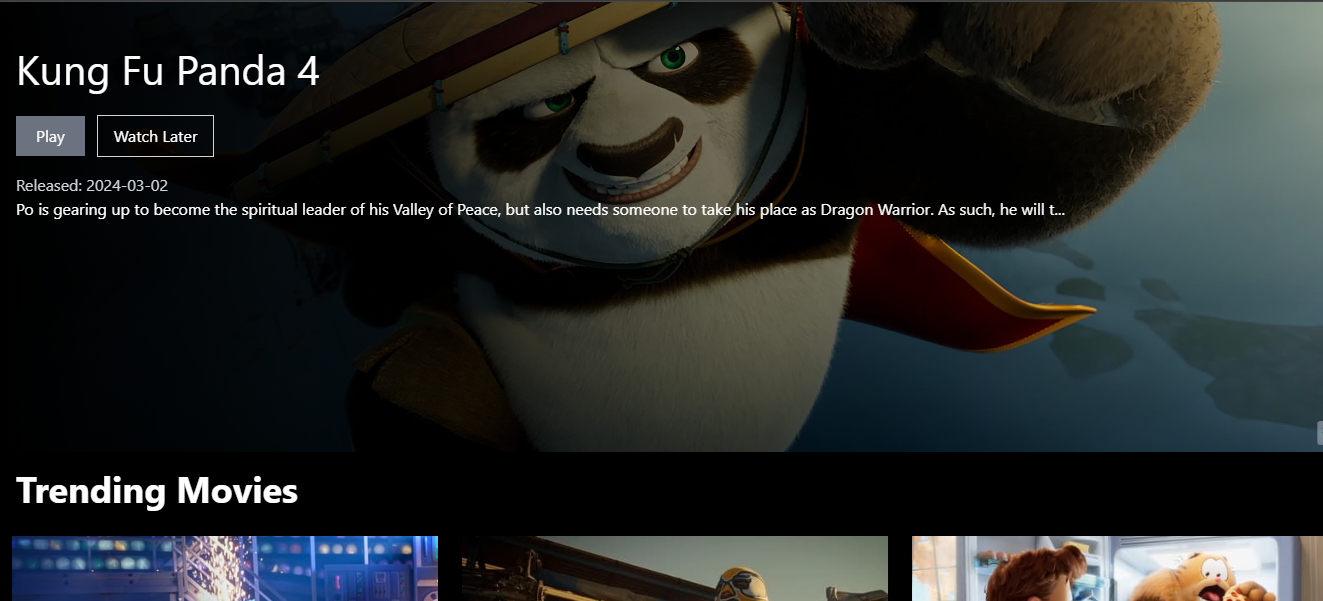 Kung Fu Panda 4
Play
Watch Later
Released: 2024-03-02
Po is gearing up to become the spiritual leader of his Valley of Peace, but also needs someone to take his place as Dragon Warrior. As such, he will t...
Trending Movies